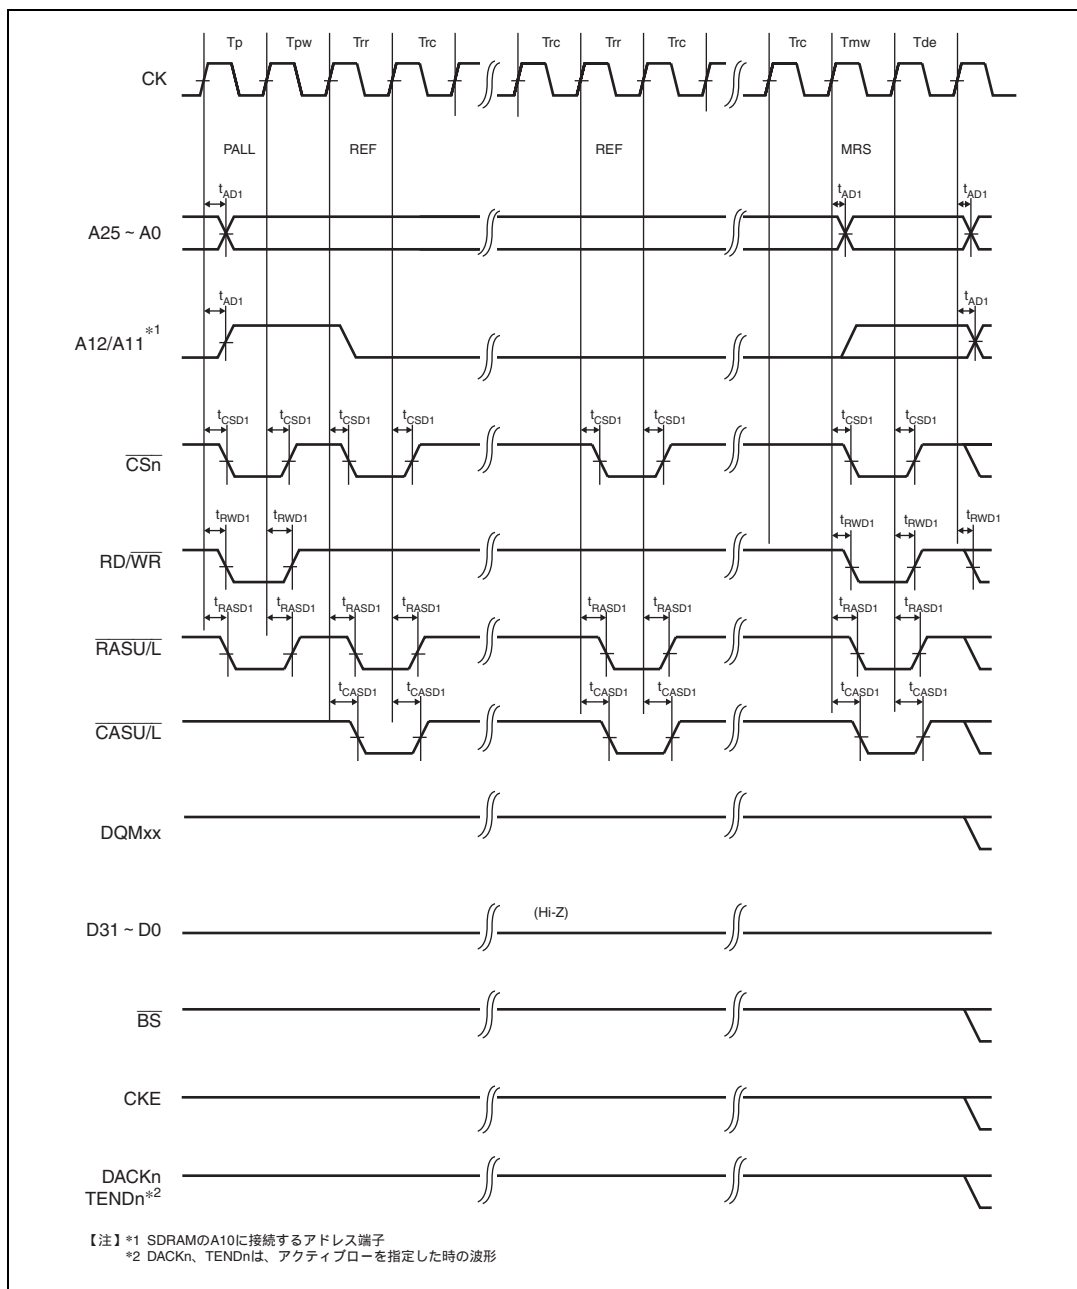 Tp Tpw Trr Trc Trc Trr Trc Trc Tmw Tde
CK
PALL REF REF MRS
tAD1 tAD1 tAD1
A25 ~ A0
tAD1 tAD1
A12/A11*1
tCSD1 tCSD1 tCSD1 tCSD1 tCSD1 tCSD1 tCSD1 tCSD1
CSn
tRWD1 tRWD1 tRWD1 tRWD1 tRWD1
RD/WR
tRASD1 tRASD1 tRASD1 tRASD1 tRASD1 tRASD1 tRASD1 tRASD1
RASU/L
tCASD1 tCASD1 tCASD1 tCASD1 tCASD1 tCASD1
CASU/L
DQMxx
(Hi-Z)
D31 ~ D0
BS
CKE
DACKn
TENDn*2
【注】*1 SDRAMのA10に接続するアドレス端子
*2 DACKn、TENDnは、アクティブローを指定した時の波形